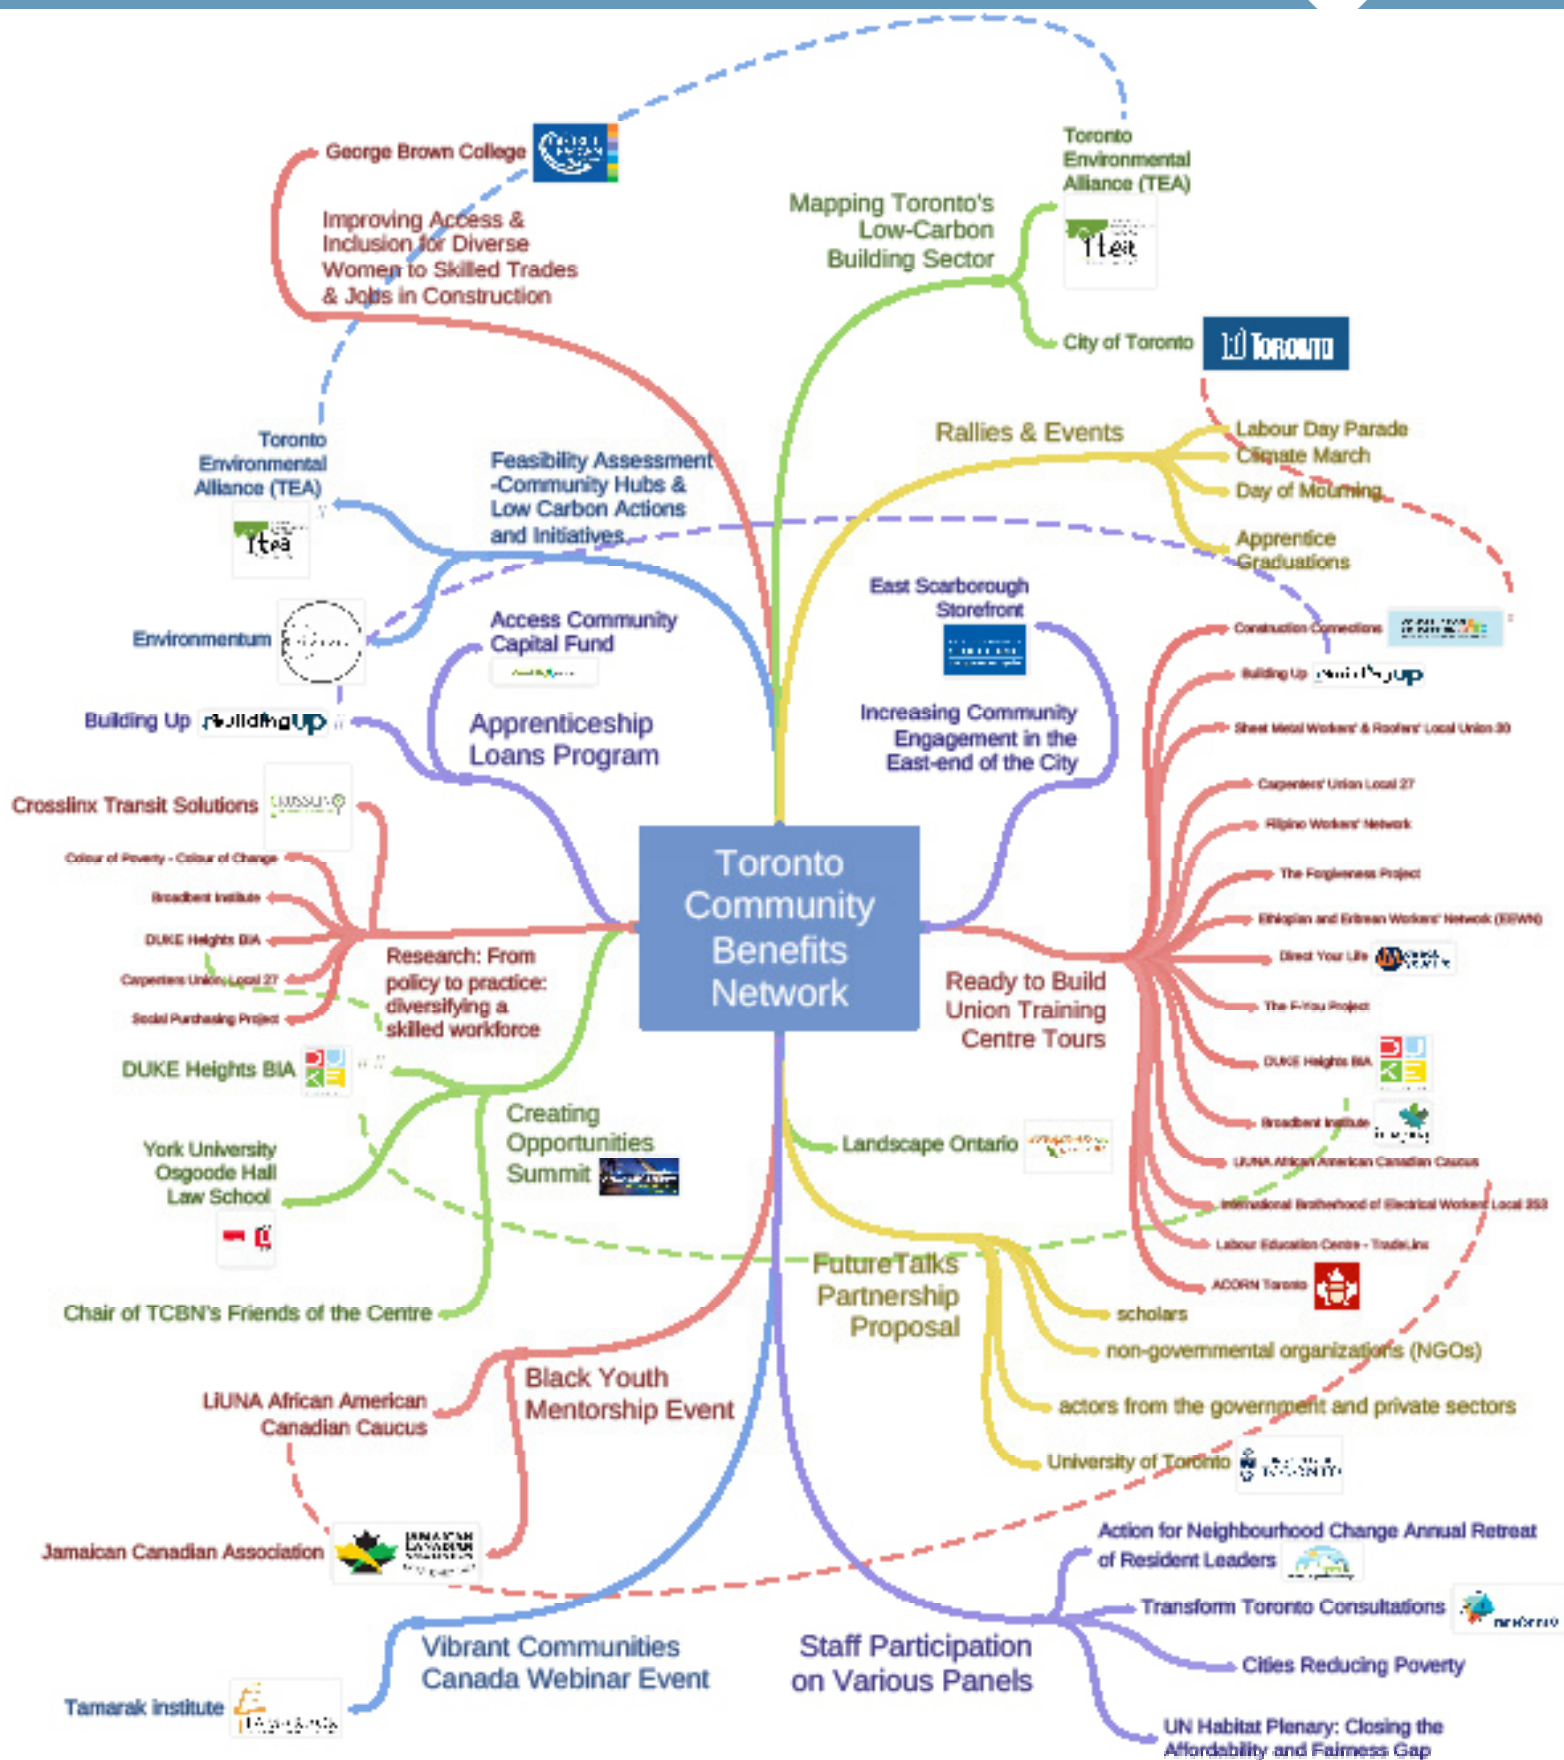 George Brown College
Improving Access &
Inclusion for Diverse
Women to Skilled Trades
& Jobs in Construction
Toronto
Environmental
Alliance (TEA)
Mapping Toronto's
Low-Carbon
Building Sector
City of Toronto
TORONTO
Rallies & Events
Labour Day Parade
Climate March
Day of Mourning
Apprentice
Graduations
Toronto
Environmental
Alliance (TEA)
Feasibility Assessment
-Community Hubs &
Low Carbon Actions
and Initiatives
Environmentum
Access Community
Capital Fund
Building Up
BuildingUp
Apprenticeship
Loans Program
East Scarborough
Storefront
Increasing Community
Engagement in the
East-end of the City
Crosslinx Transit Solutions
Colour of Poverty - Colour of Change
Broadbent Institute
DUKE Heights BIA
Carpenters Union, Local 27
Social Purchasing Project
Research: From
policy to practice:
diversifying a
skilled workforce
Toronto
Community
Benefits
Network
Ready to Build
Union Training
Centre Tours
Construction Connections
Building Up
Sheet Metal Workers' & Roofers' Local Union 30
Carpenters' Union Local 27
Filipino Workers' Network
The Forgiveness Project
Ethiopian and Eritrean Workers' Network (EEWN)
Direct Your Life
The F-You Project
DUKE Heights BIA
DUKE
Broadbent Institute
LiUNA African American Canadian Caucus
International Brotherhood of Electrical Workers Local 353
Labour Education Centre - TradeLinx
ACORN Toronto
DUKE Heights BIA
DUKE
York University
Osgoode Hall
Law School
Creating
Opportunities
Summit
Chair of TCBN's Friends of the Centre
Landscape Ontario
FutureTalks
Partnership
Proposal
scholars
non-governmental organizations (NGOs)
actors from the government and private sectors
University of Toronto
LiUNA African American
Canadian Caucus
Black Youth
Mentorship Event
Jamaican Canadian Association
JAMAICAN
CANADIAN
Vibrant Communities
Canada Webinar Event
Tamarak institute
Staff Participation
on Various Panels
Action for Neighbourhood Change Annual Retreat
of Resident Leaders
Transform Toronto Consultations
Cities Reducing Poverty
UN Habitat Plenary: Closing the
Affordability and Fairness Gap